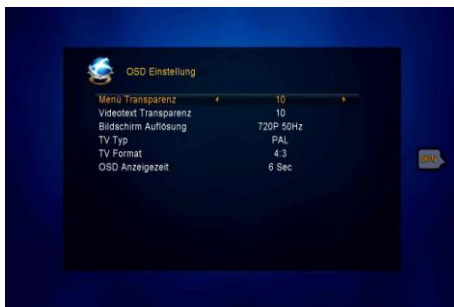 OSD Einstellung
Menü Transparenz 10
Videotext Transparenz 10
Bildschirm Auflösung 720P 50Hz
TV Typ PAL
TV Format 4:3
OSD Anzeigezeit 6 Sec